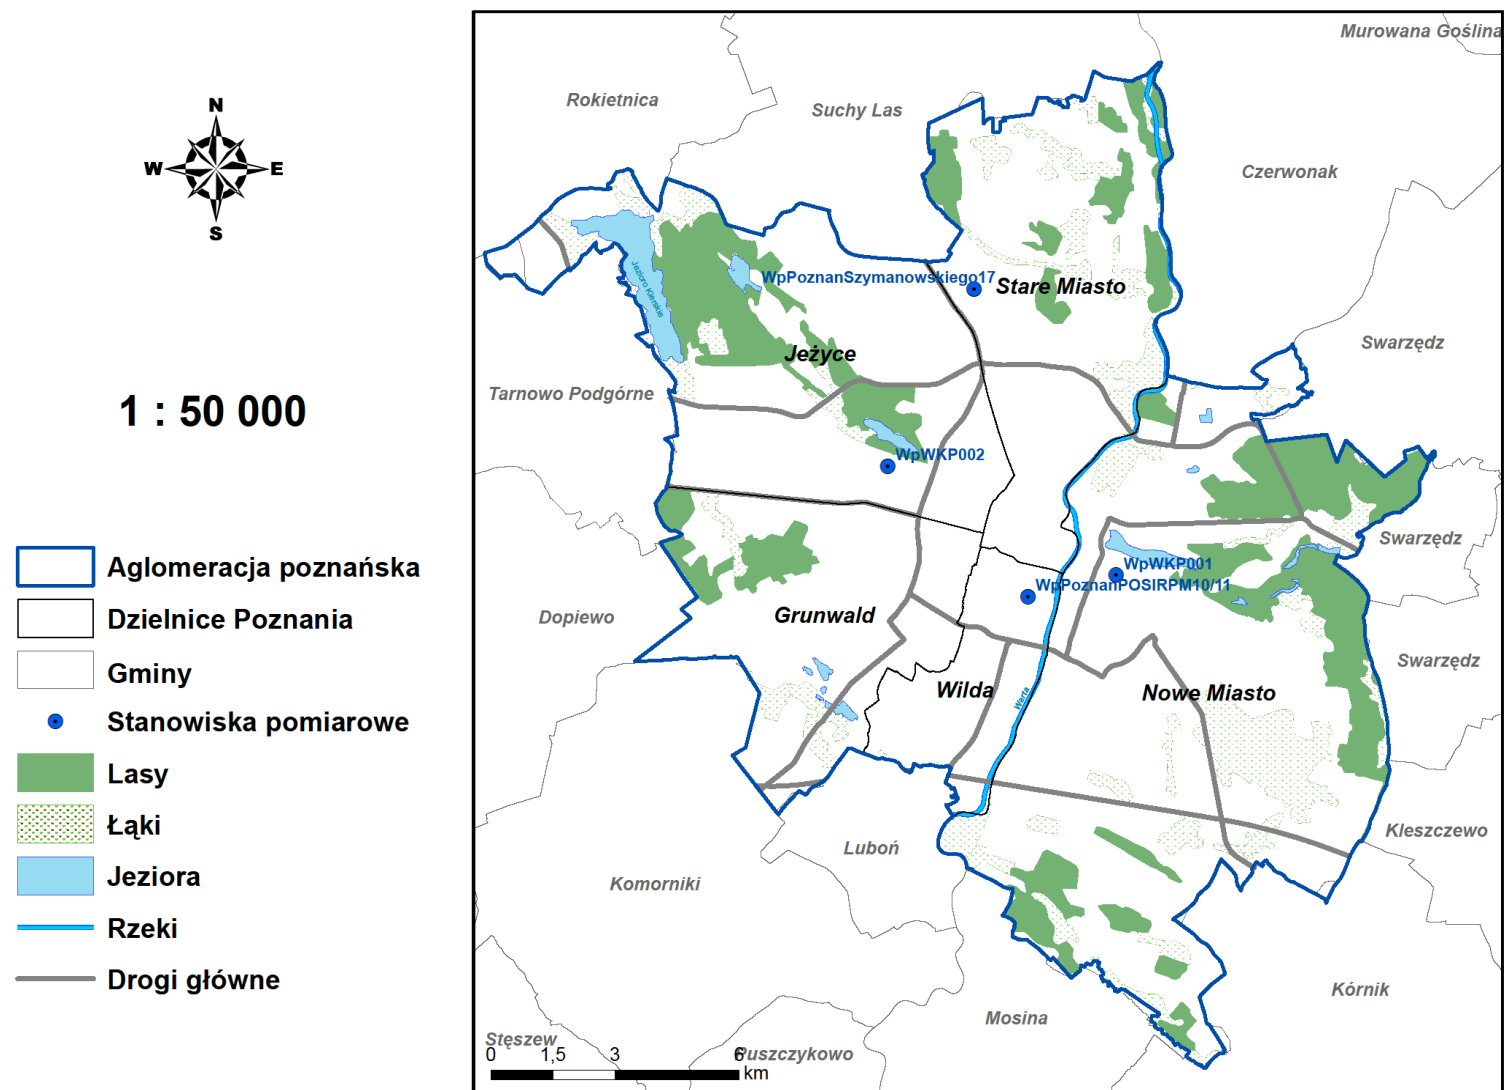 N
W
E
S
1 : 50 000
Aglomeracja poznańska
Dzielnice Poznania
Gminy
Stanowiska pomiarowe
Lasy
Łąki
Jeziora
Rzeki
Drogi główne
Murowana Goślina
Rokietnica
Suchy Las
Czerwonak
WpPoznanSzymanowskiego17
Stare Miasto
Jezioro Kierskie
Swarzędz
Jeżyce
Tarnowo Podgórne
WpWKP002
Swarzędz
WpWKP001
WpPoznanPOSIRPM10/11
Dopiewo
Grunwald
Swarzędz
Wilda
Warta
Nowe Miasto
Kleszczewo
Luboń
Komorniki
Kórnik
Mosina
Stęszew
Puszczykowo
0 1,5 3 6
km